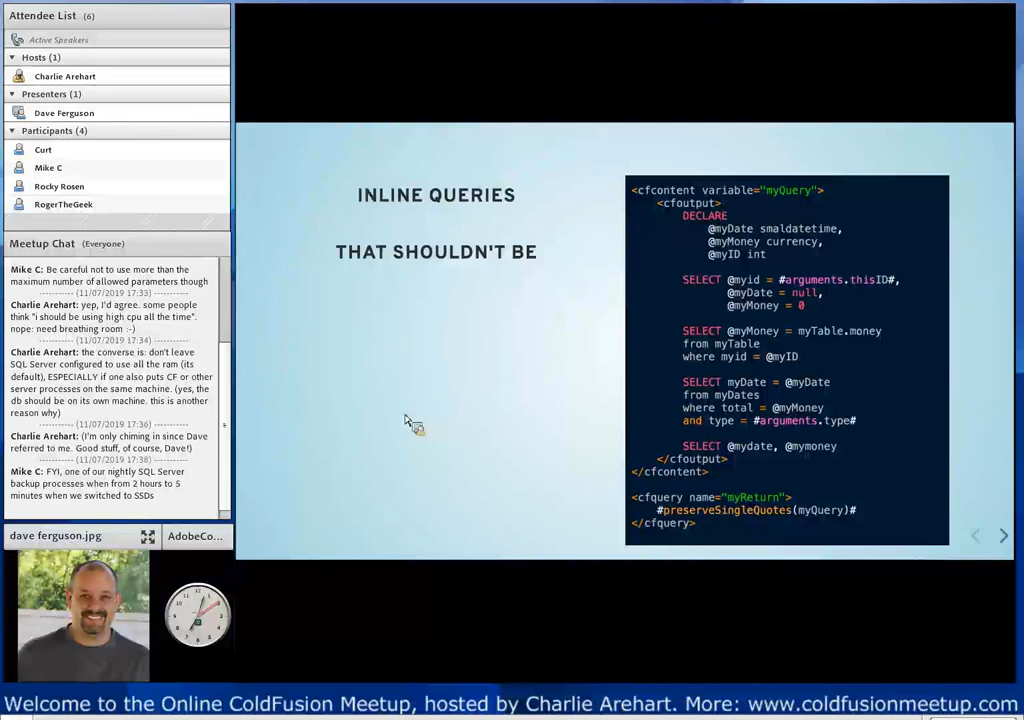 Attendee List (6)
Active Speakers
Hosts (1)
Charlie Arehart
Presenters (1)
Dave Ferguson
Participants (4)
Curt
Mike C
Rocky Rosen
RogerTheGeek
Meetup Chat (Everyone)
Mike C: Be careful not to use more than the
maximum number of allowed parameters though
---------- (11/07/2019 17:33) ----------
Charlie Arehart: yep, I'd agree. some people
think "i should be using high cpu all the time".
nope: need breathing room :-)
---------- (11/07/2019 17:34) ----------
Charlie Arehart: the converse is: don't leave
SQL Server configured to use all the ram (its
default), ESPECIALLY if one also puts CF or other
server processes on the same machine. (yes, the
db should be on its own machine. this is another
reason why)
---------- (11/07/2019 17:36) ----------
Charlie Arehart: (I'm only chiming in since Dave
referred to me. Good stuff, of course, Dave!)
---------- (11/07/2019 17:38) ----------
Mike C: FYI, one of our nightly SQL Server
backup processes when from 2 hours to 5
minutes when we switched to SSDs
dave ferguson.jpg
AdobeCo...
INLINE QUERIES
THAT SHOULDN'T BE
<cfcontent variable="myQuery">
<cfoutput>
DECLARE
@myDate smaldatetime,
@myMoney currency,
@myID int
SELECT @myid = #arguments.thisID#,
@myDate = null,
@myMoney = 0
SELECT @myMoney = myTable.money
from myTable
where myid = @myID
SELECT myDate = @myDate
from myDates
where total = @myMoney
and type = #arguments.type#
SELECT @mydate, @mymoney
</cfoutput>
</cfcontent>
<cfquery name="myReturn">
#preserveSingleQuotes(myQuery)#
</cfquery>
Welcome to the Online ColdFusion Meetup, hosted by Charlie Arehart. More: www.coldfusionmeetup.com